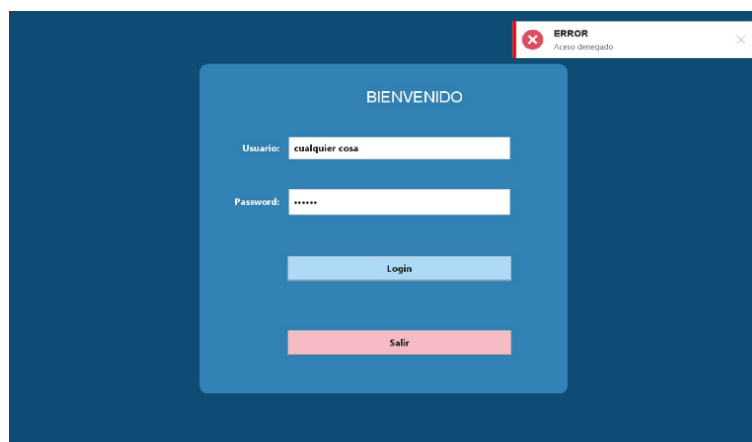 ERROR
Aceso denegado
BIENVENIDO
Usuario: cualquier cosa
Password: ••••••
Login
Salir